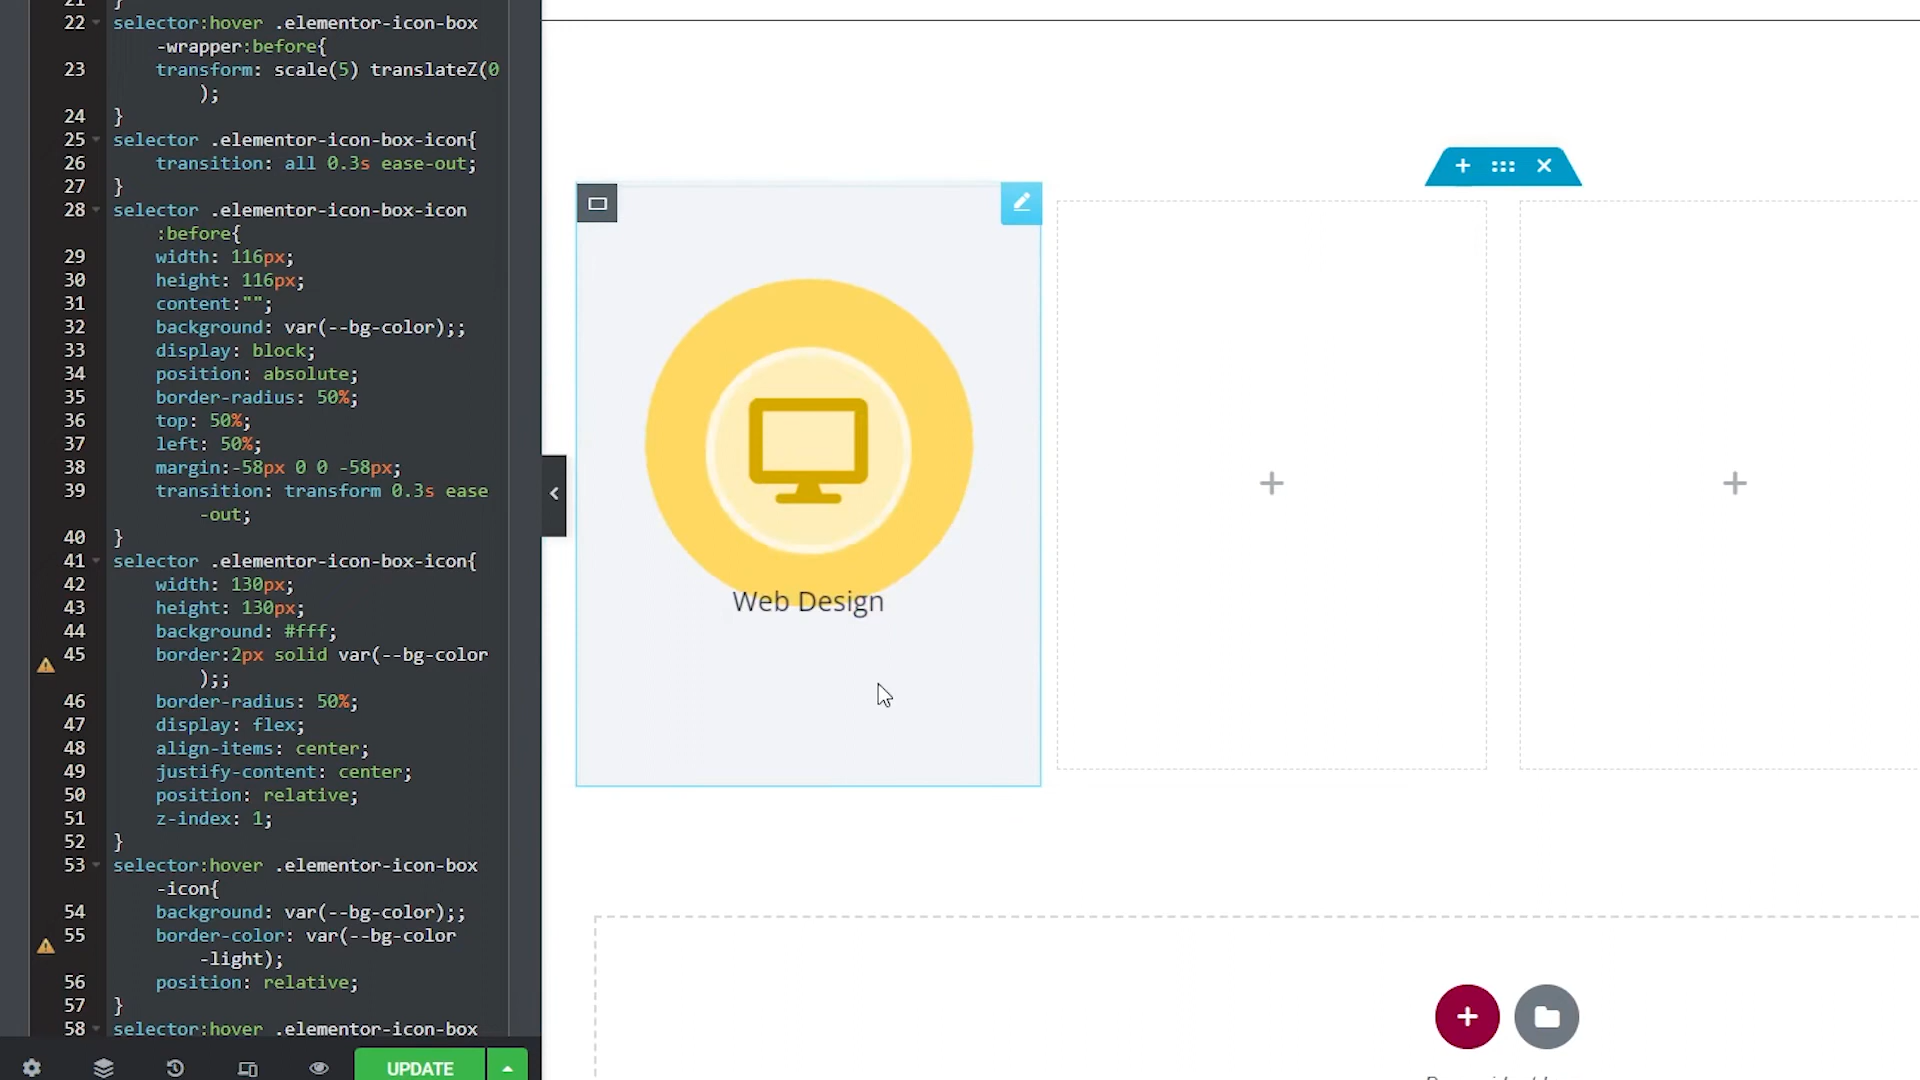 21 }
22 selector:hover .elementor-icon-box
-wrapper:before{
23 transform: scale(5) translateZ(0
);
24 }
25 selector .elementor-icon-box-icon{
26 transition: all 0.3s ease-out;
27 }
28 selector .elementor-icon-box-icon
:before{
29 width: 116px;
30 height: 116px;
31 content:"";
32 background: var(--bg-color);;
33 display: block;
34 position: absolute;
35 border-radius: 50%;
36 top: 50%;
37 left: 50%;
38 margin:-58px 0 0 -58px;
39 transition: transform 0.3s ease
-out;
40 }
41 selector .elementor-icon-box-icon{
42 width: 130px;
43 height: 130px;
44 background: #fff;
45 border:2px solid var(--bg-color
);;
46 border-radius: 50%;
47 display: flex;
48 align-items: center;
49 justify-content: center;
50 position: relative;
51 z-index: 1;
52 }
53 selector:hover .elementor-icon-box
-icon{
54 background: var(--bg-color);;
55 border-color: var(--bg-color
-light);
56 position: relative;
57 }
58 selector:hover .elementor-icon-box
UPDATE
Web Design